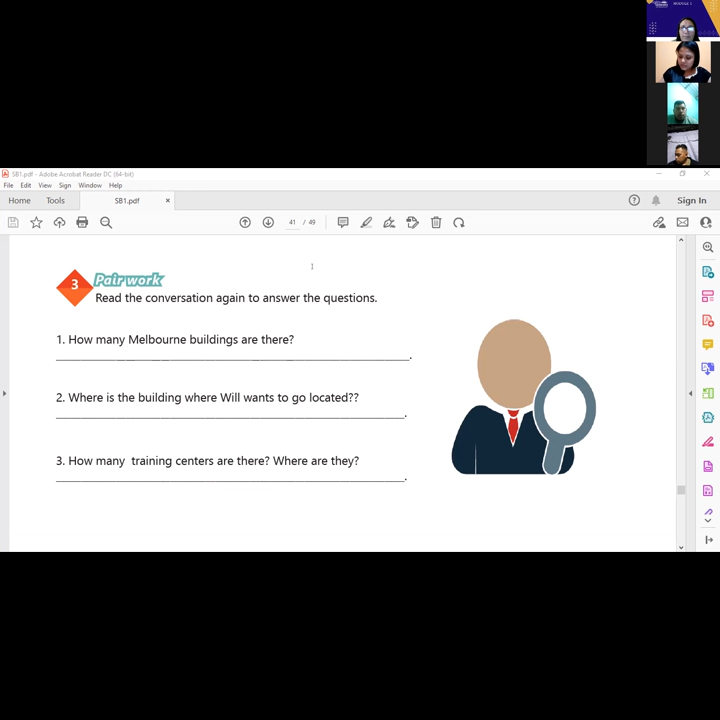 MODULE 2
SB1.pdf - Adobe Acrobat Reader DC (64-bit)
File Edit View Sign Window Help
Home Tools SB1.pdf × Sign In
41 / 49
3 Pair work
Read the conversation again to answer the questions.
1. How many Melbourne buildings are there?
.
2. Where is the building where Will wants to go located??
.
3. How many training centers are there? Where are they?
.